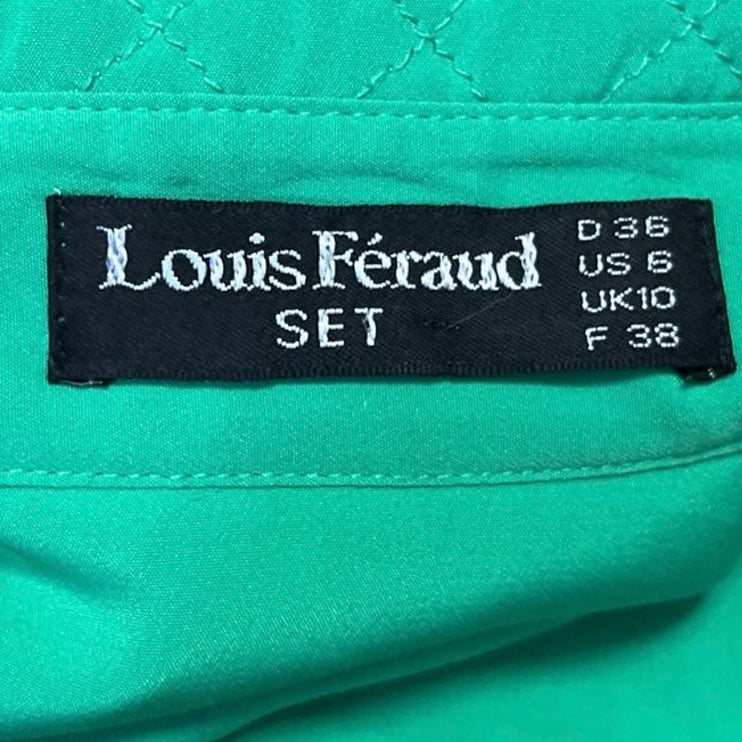 Louis Féraud
SET
D 36
US 6
UK10
F 38